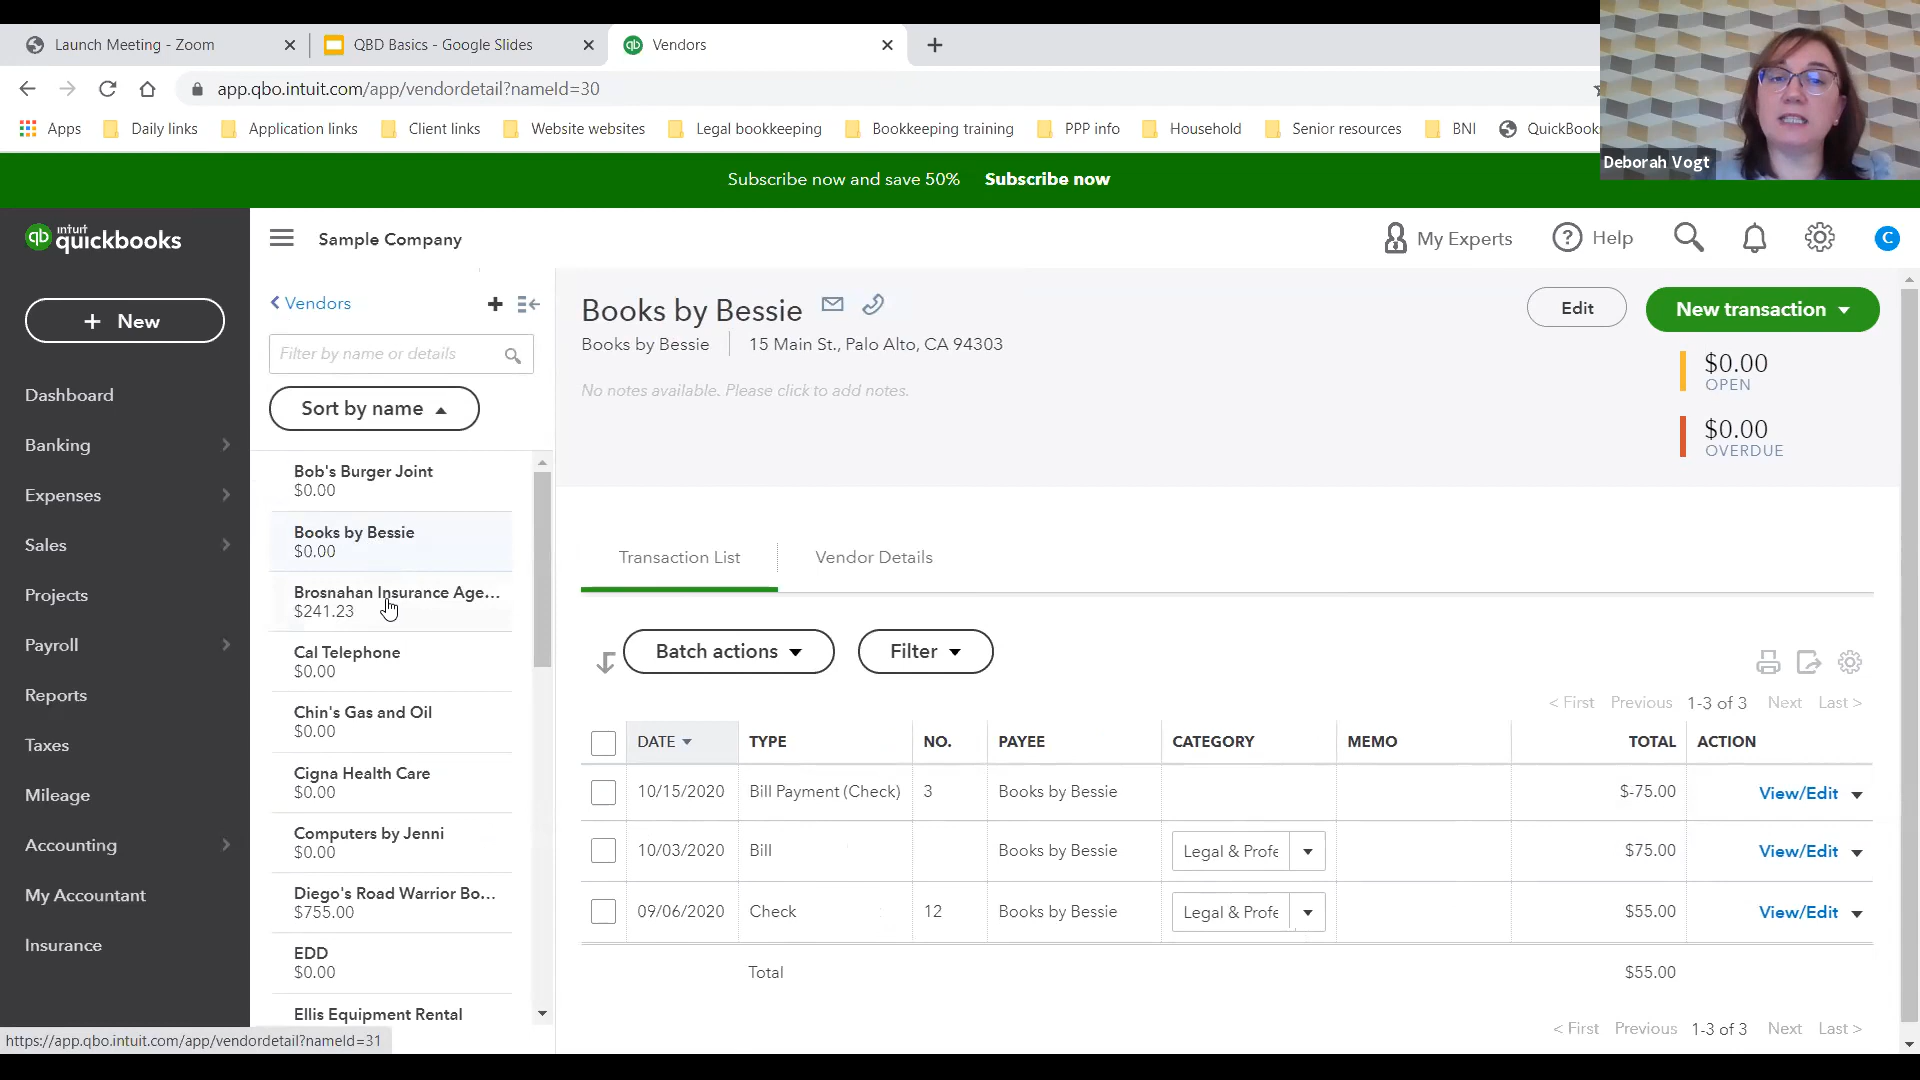 Launch Meeting - Zoom
QBD Basics - Google Slides
Vendors
app.qbo.intuit.com/app/vendordetail?nameId=30
Apps
Daily links
Application links
Client links
Website websites
Legal bookkeeping
Bookkeeping training
PPP info
Household
Senior resources
BNI
Deborah Vogt
Subscribe now and save 50% Subscribe now
qb intuit
quickbooks
Sample Company
My Experts
? Help
C
+ New
Dashboard
Banking
Expenses
Sales
Projects
Payroll
Reports
Taxes
Mileage
Accounting
My Accountant
Insurance
< Vendors
Filter by name or details
Sort by name
Bob's Burger Joint
$0.00
Books by Bessie
$0.00
Brosnahan Insurance Age...
$241.23
Cal Telephone
$0.00
Chin's Gas and Oil
$0.00
Cigna Health Care
$0.00
Computers by Jenni
$0.00
Diego's Road Warrior Bo...
$755.00
EDD
$0.00
Ellis Equipment Rental
Books by Bessie
Books by Bessie | 15 Main St., Palo Alto, CA 94303
No notes available. Please click to add notes.
Edit
New transaction
$0.00
OPEN
$0.00
OVERDUE
Transaction List
Vendor Details
Batch actions
Filter
< First Previous 1-3 of 3 Next Last >
DATE TYPE NO. PAYEE CATEGORY MEMO TOTAL ACTION
10/15/2020 Bill Payment (Check) 3 Books by Bessie $-75.00 View/Edit
10/03/2020 Bill Books by Bessie Legal & Profe $75.00 View/Edit
09/06/2020 Check 12 Books by Bessie Legal & Profe $55.00 View/Edit
Total $55.00
< First Previous 1-3 of 3 Next Last >
https://app.qbo.intuit.com/app/vendordetail?nameId=31